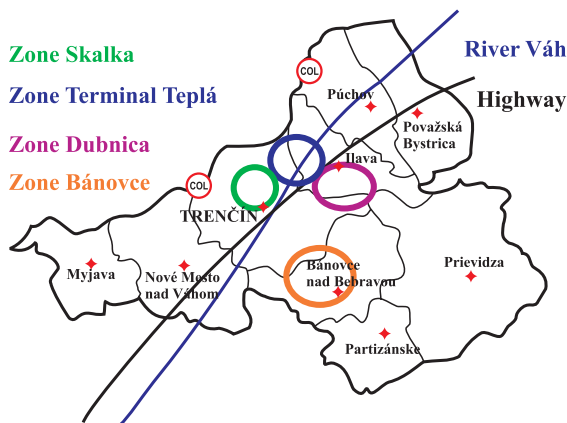 Zone Skalka
Zone Terminal Teplá
Zone Dubnica
Zone Bánovce
River Váh
Highway
COL
Púchov
Považská
Bystrica
Ilava
COL
TRENČÍN
Myjava
Nové Mesto
nad Váhom
Bánovce
nad Bebravou
Prievidza
Partizánske